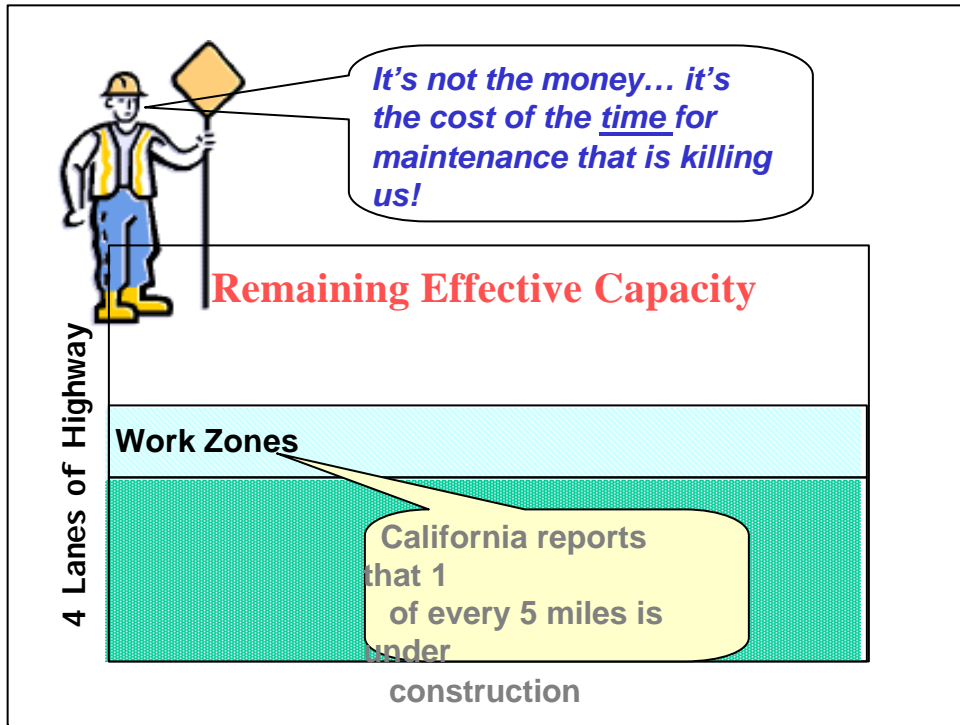 It's not the money… it's
the cost of the time for
maintenance that is killing
us!
Remaining Effective Capacity
4 Lanes of Highway
Work Zones
California reports
that 1
of every 5 miles is
under
construction